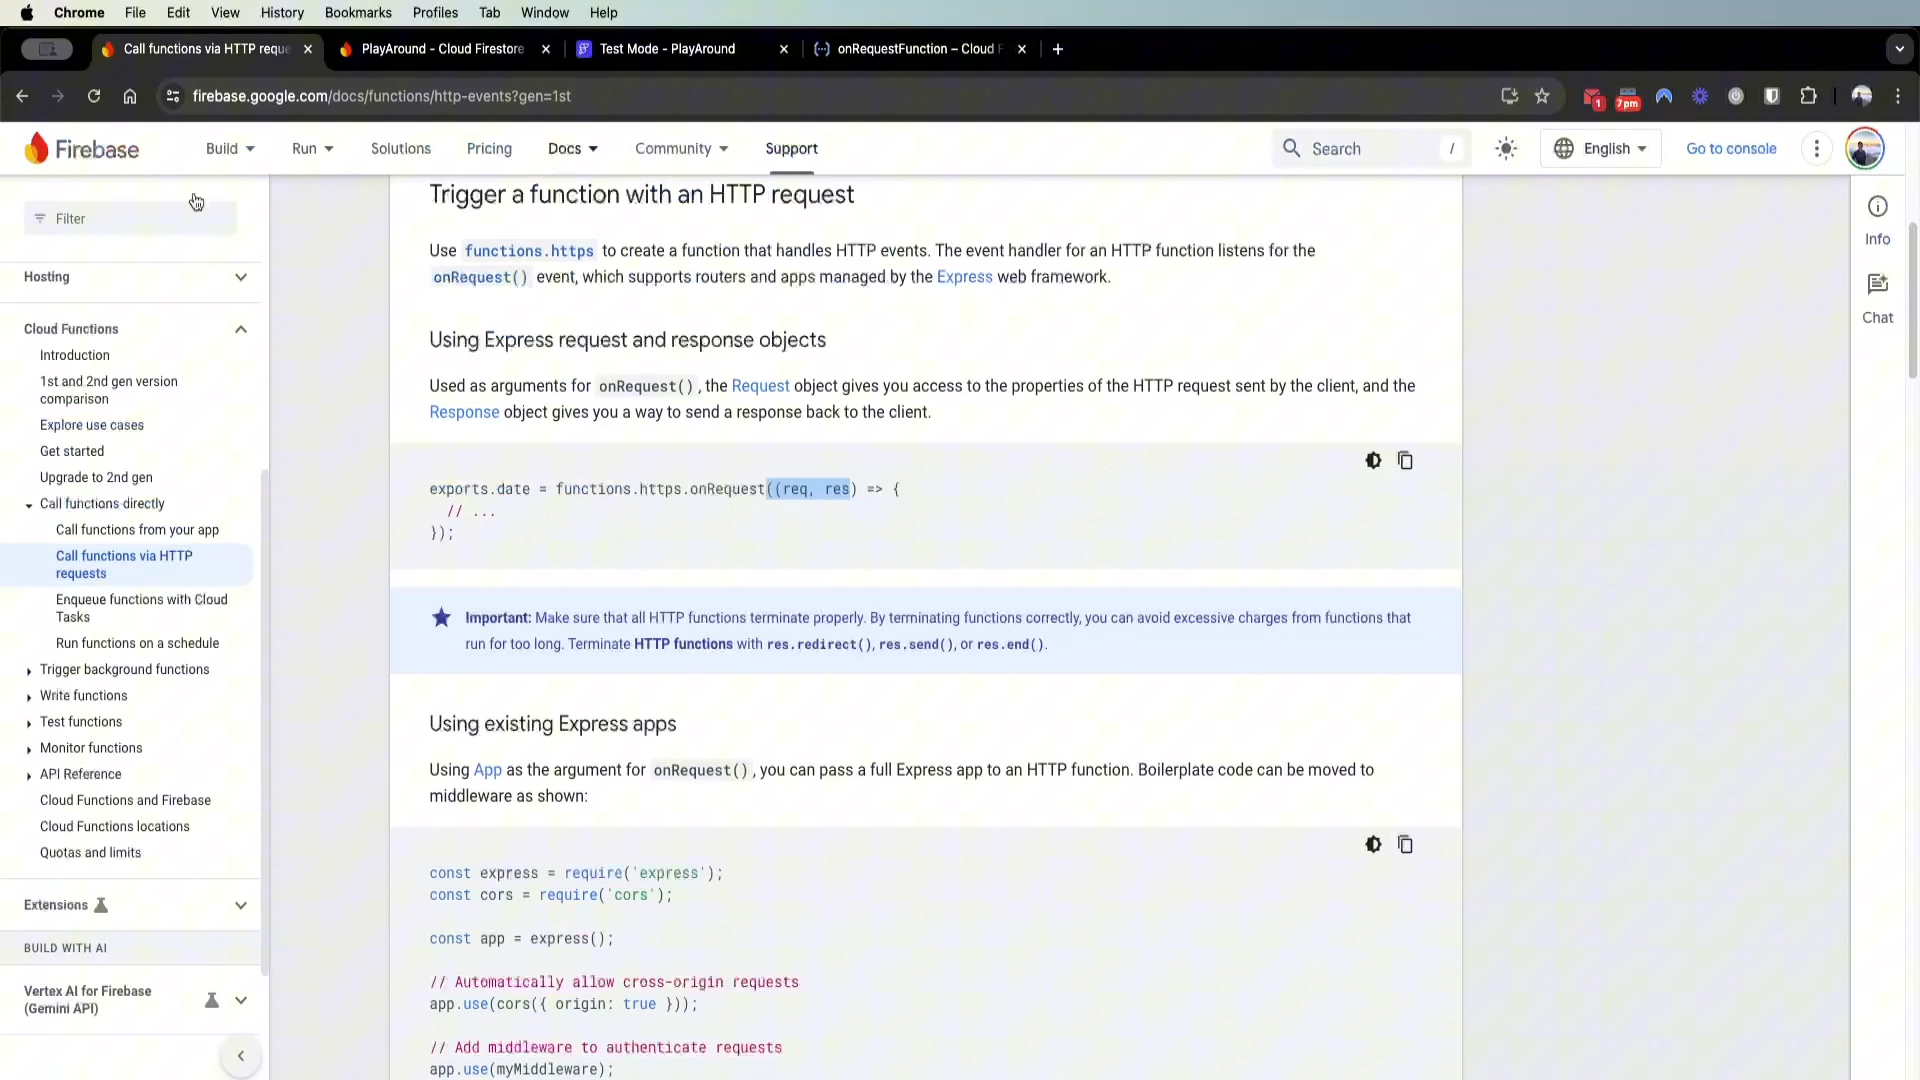 Chrome File Edit View History Bookmarks Profiles Tab Window Help
Call functions via HTTP reque PlayAround - Cloud Firestore Test Mode - PlayAround onRequestFunction – Cloud F
firebase.google.com/docs/functions/http-events?gen=1st 1 7pm
Firebase Build Run Solutions Pricing Docs Community Support Search / English Go to console
Filter
Hosting
Cloud Functions
Introduction
1st and 2nd gen version
comparison
Explore use cases
Get started
Upgrade to 2nd gen
Call functions directly
Call functions from your app
Call functions via HTTP
requests
Enqueue functions with Cloud
Tasks
Run functions on a schedule
Trigger background functions
Write functions
Test functions
Monitor functions
API Reference
Cloud Functions and Firebase
Cloud Functions locations
Quotas and limits
Extensions
BUILD WITH AI
Vertex AI for Firebase
(Gemini API)
Trigger a function with an HTTP request
Use functions.https to create a function that handles HTTP events. The event handler for an HTTP function listens for the
onRequest() event, which supports routers and apps managed by the Express web framework.
Using Express request and response objects
Used as arguments for onRequest(), the Request object gives you access to the properties of the HTTP request sent by the client, and the
Response object gives you a way to send a response back to the client.
exports.date = functions.https.onRequest((req, res) => {
// ...
});
Important: Make sure that all HTTP functions terminate properly. By terminating functions correctly, you can avoid excessive charges from functions that
run for too long. Terminate HTTP functions with res.redirect(), res.send(), or res.end().
Using existing Express apps
Using App as the argument for onRequest(), you can pass a full Express app to an HTTP function. Boilerplate code can be moved to
middleware as shown:
const express = require('express');
const cors = require('cors');
const app = express();
// Automatically allow cross-origin requests
app.use(cors({ origin: true }));
// Add middleware to authenticate requests
app.use(myMiddleware);
Info
Chat